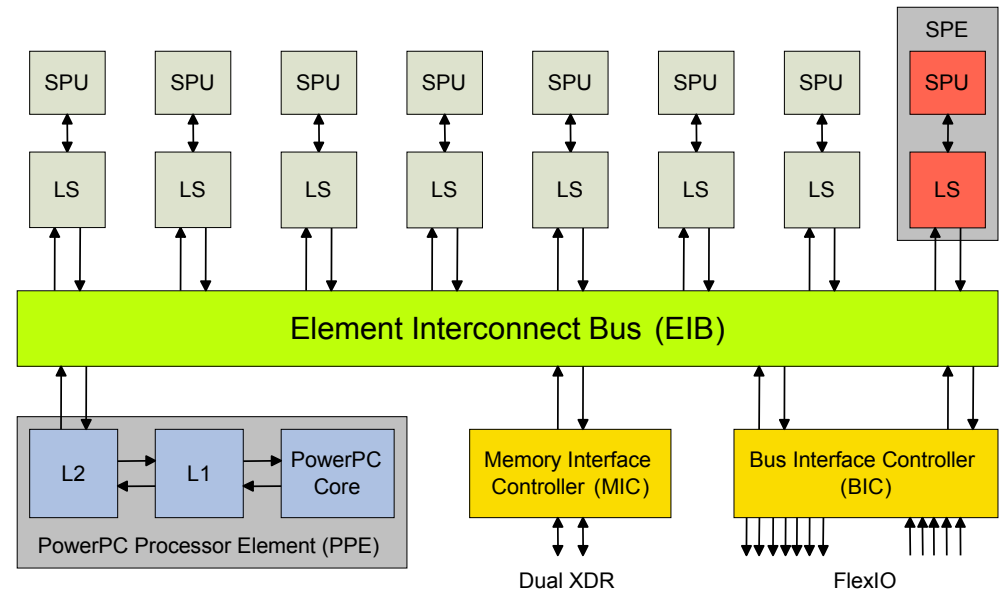 SPE
SPU SPU SPU SPU SPU SPU SPU SPU
LS LS LS LS LS LS LS LS
Element Interconnect Bus (EIB)
L2
L1
PowerPC
Core
PowerPC Processor Element (PPE)
Memory Interface
Controller (MIC)
Dual XDR
Bus Interface Controller
(BIC)
FlexIO